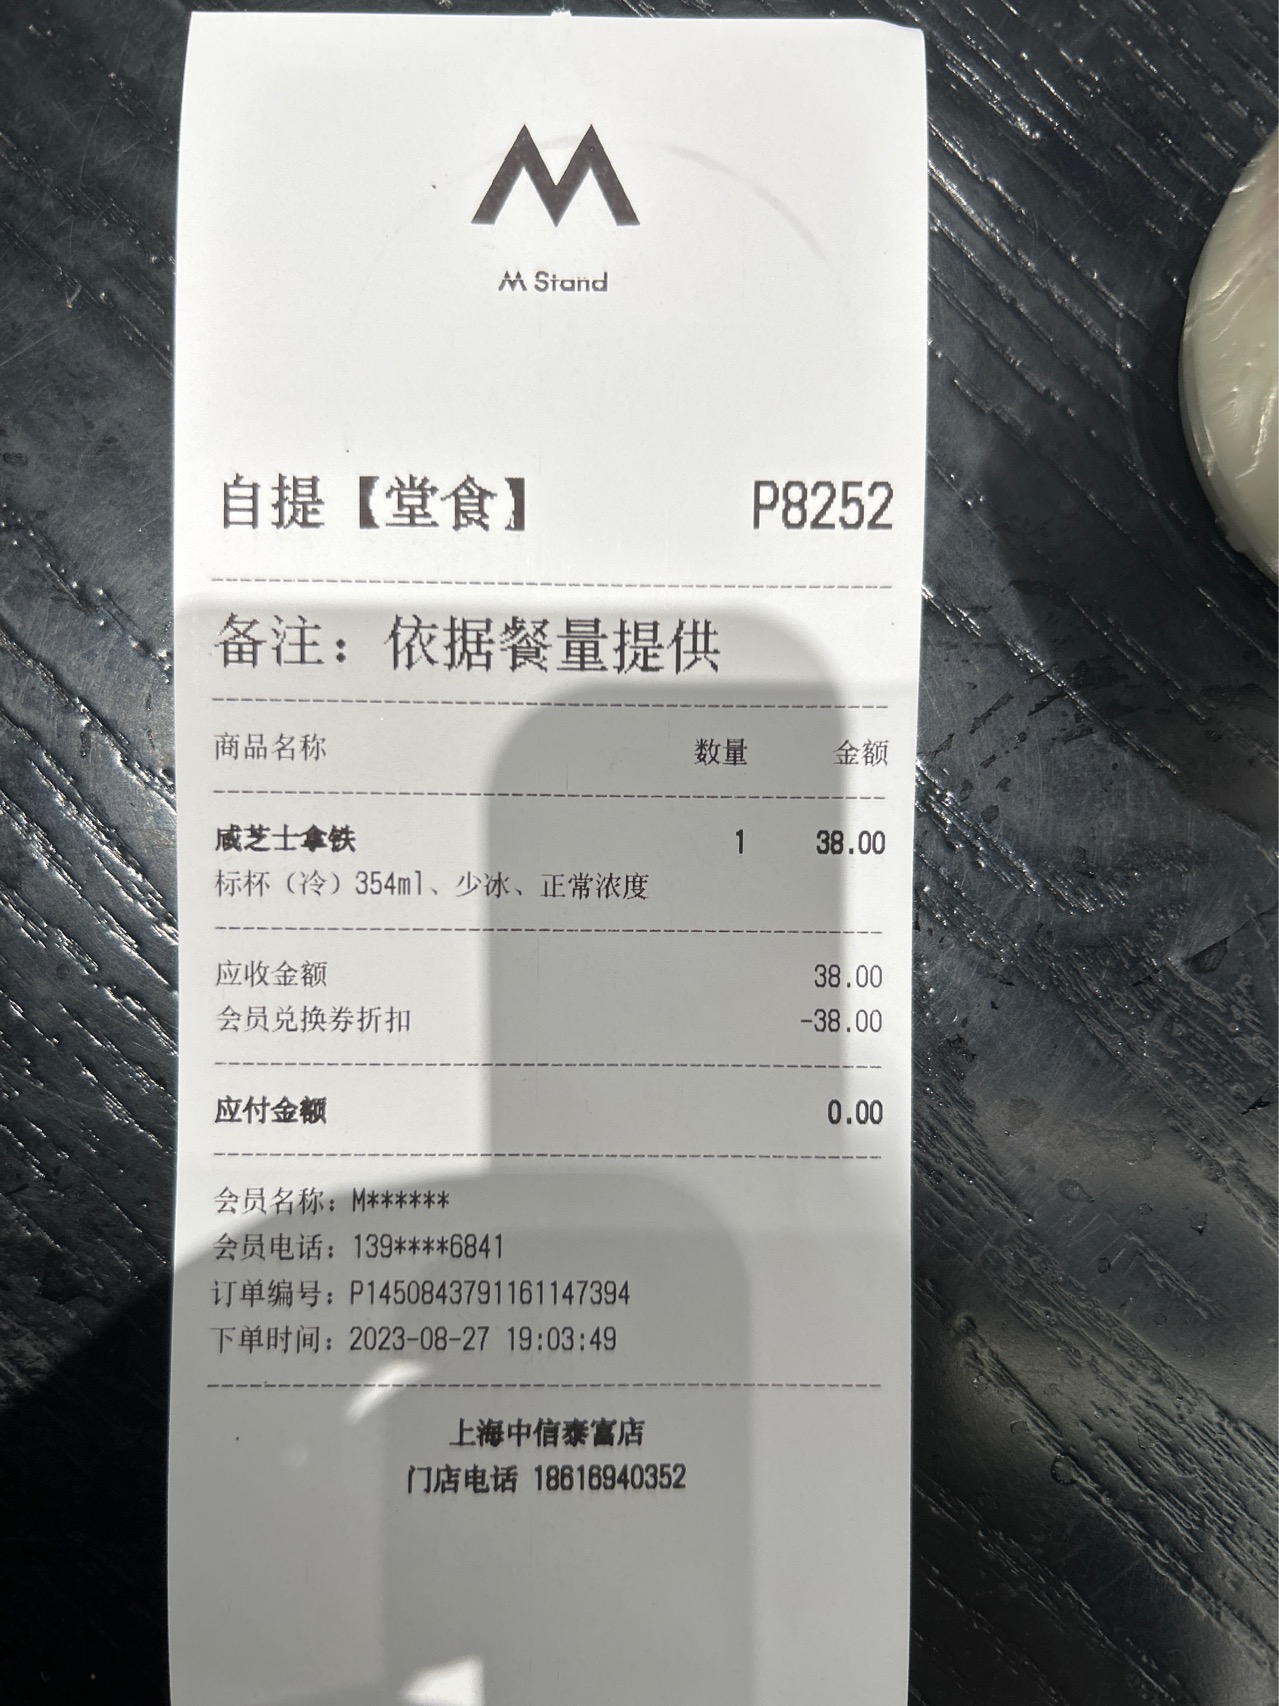 M
M Stand
自提【堂食】 P8252
备注：依据餐量提供
商品名称 数量 金额
咸芝士拿铁 1 38.00
标杯（冷）354ml、少冰、正常浓度
应收金额 38.00
会员兑换券折扣 -38.00
应付金额 0.00
会员名称：M******
会员电话：139****6841
订单编号：P1450843791161147394
下单时间：2023-08-27 19:03:49
上海中信泰富店
门店电话 18616940352